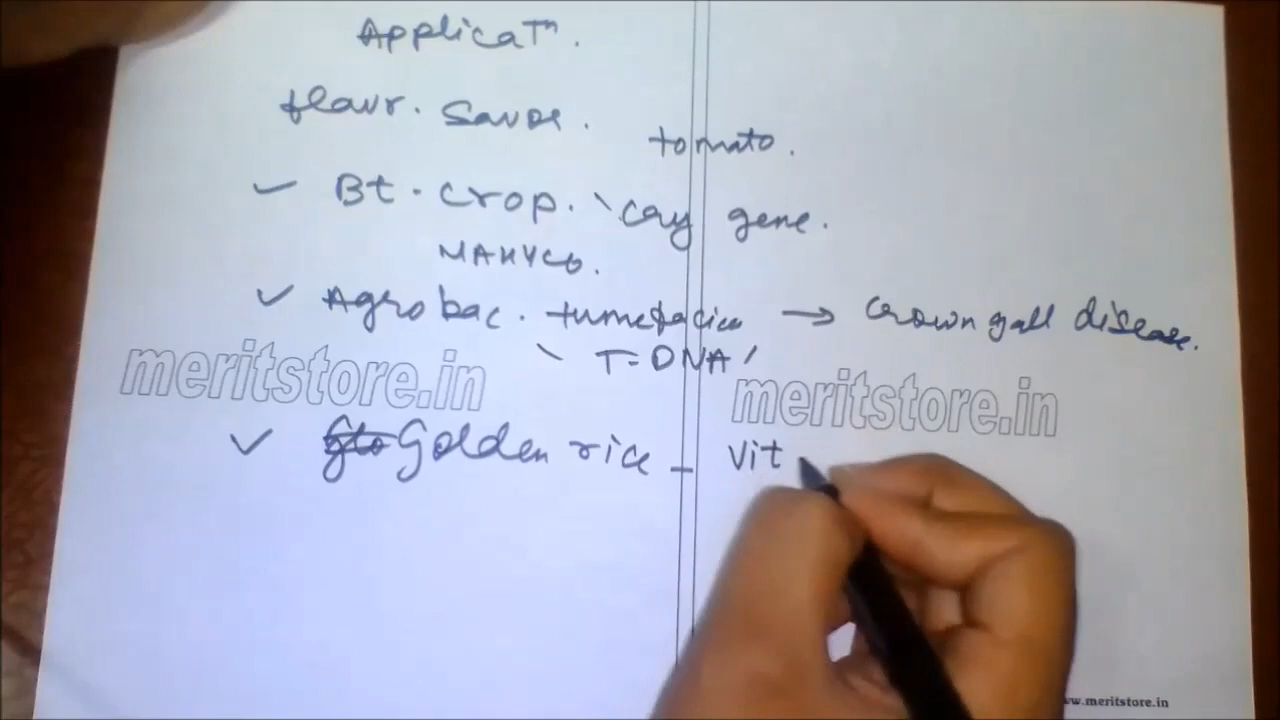 ApplicaTn.
flavr. Savr.
tomato.
✓ Bt. crop. 'cry gene.
MAHYCO.
✓ Agrobac. tumefacien → crown gall disease.
' T-DNA '
meritstore.in meritstore.in
✓ Golden rice - Vit
www.meritstore.in